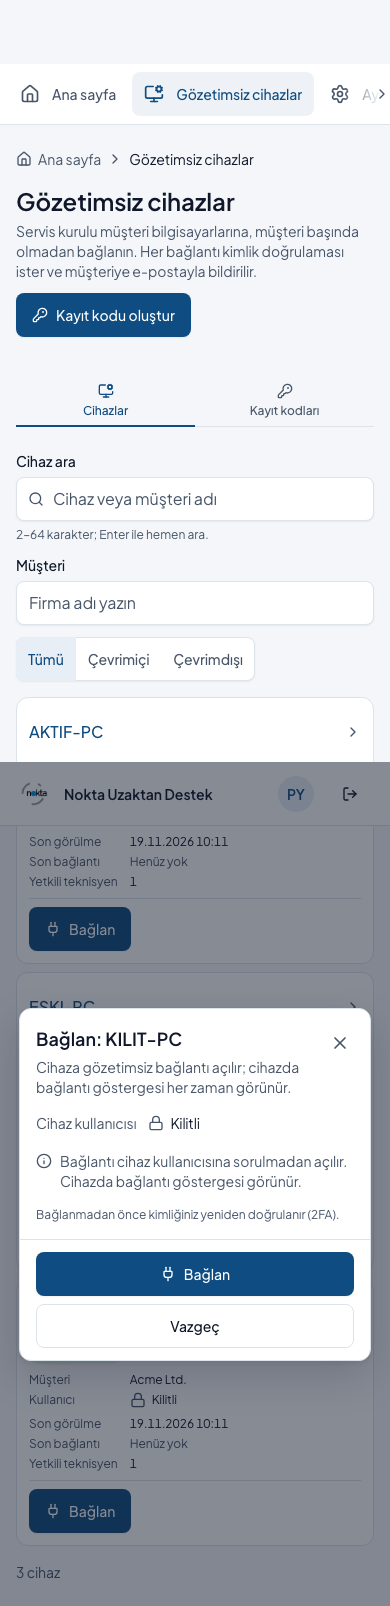 Ana sayfa
Gözetimsiz cihazlar
Ay
Ana sayfa
Gözetimsiz cihazlar
Gözetimsiz cihazlar
Servis kurulu müşteri bilgisayarlarına, müşteri başında
olmadan bağlanın. Her bağlantı kimlik doğrulaması
ister ve müşteriye e-postayla bildirilir.
Kayıt kodu oluştur
Cihazlar
Kayıt kodları
Cihaz ara
Cihaz veya müşteri adı
2–64 karakter; Enter ile hemen ara.
Müşteri
Firma adı yazın
Tümü
Çevrimiçi
Çevrimdışı
AKTIF-PC
nokta
Nokta Uzaktan Destek
PY
Son görülme 19.11.2026 10:11
Son bağlantı Henüz yok
Yetkili teknisyen 1
Bağlan
ESKI-PC
Bağlan: KILIT-PC
Cihaza gözetimsiz bağlantı açılır; cihazda
bağlantı göstergesi her zaman görünür.
Cihaz kullanıcısı Kilitli
Bağlantı cihaz kullanıcısına sorulmadan açılır.
Cihazda bağlantı göstergesi görünür.
Bağlanmadan önce kimliğiniz yeniden doğrulanır (2FA).
Bağlan
Vazgeç
Müşteri Acme Ltd.
Kullanıcı Kilitli
Son görülme 19.11.2026 10:11
Son bağlantı Henüz yok
Yetkili teknisyen 1
Bağlan
3 cihaz